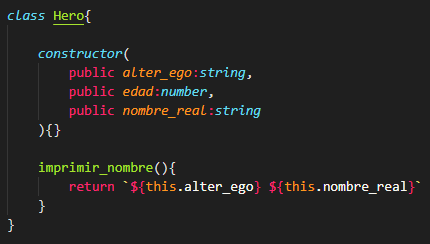 class Hero{
constructor(
public alter_ego:string,
public edad:number,
public nombre_real:string
){}
imprimir_nombre(){
return `${this.alter_ego} ${this.nombre_real}`
}
}